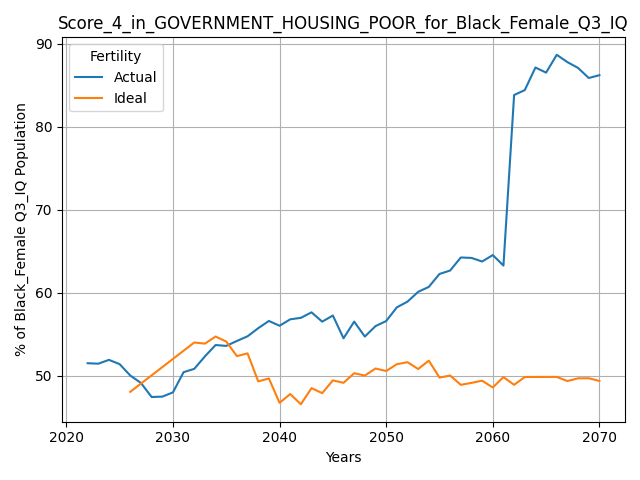 Score_4_in_GOVERNMENT_HOUSING_POOR_for_Black_Female_Q3_IQ
Fertility
Actual
Ideal
% of Black_Female Q3_IQ Population
90
80
70
60
50
2020 2030 2040 2050 2060 2070
Years